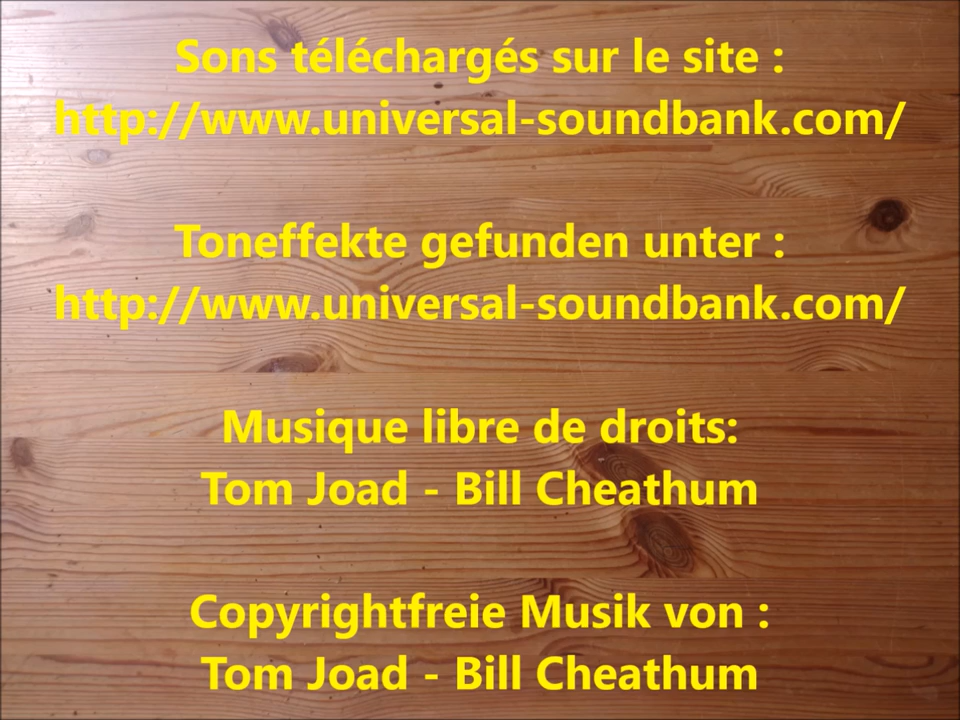 Sons téléchargés sur le site :
http://www.universal-soundbank.com/
Toneffekte gefunden unter :
http://www.universal-soundbank.com/
Musique libre de droits:
Tom Joad - Bill Cheathum
Copyrightfreie Musik von :
Tom Joad - Bill Cheathum